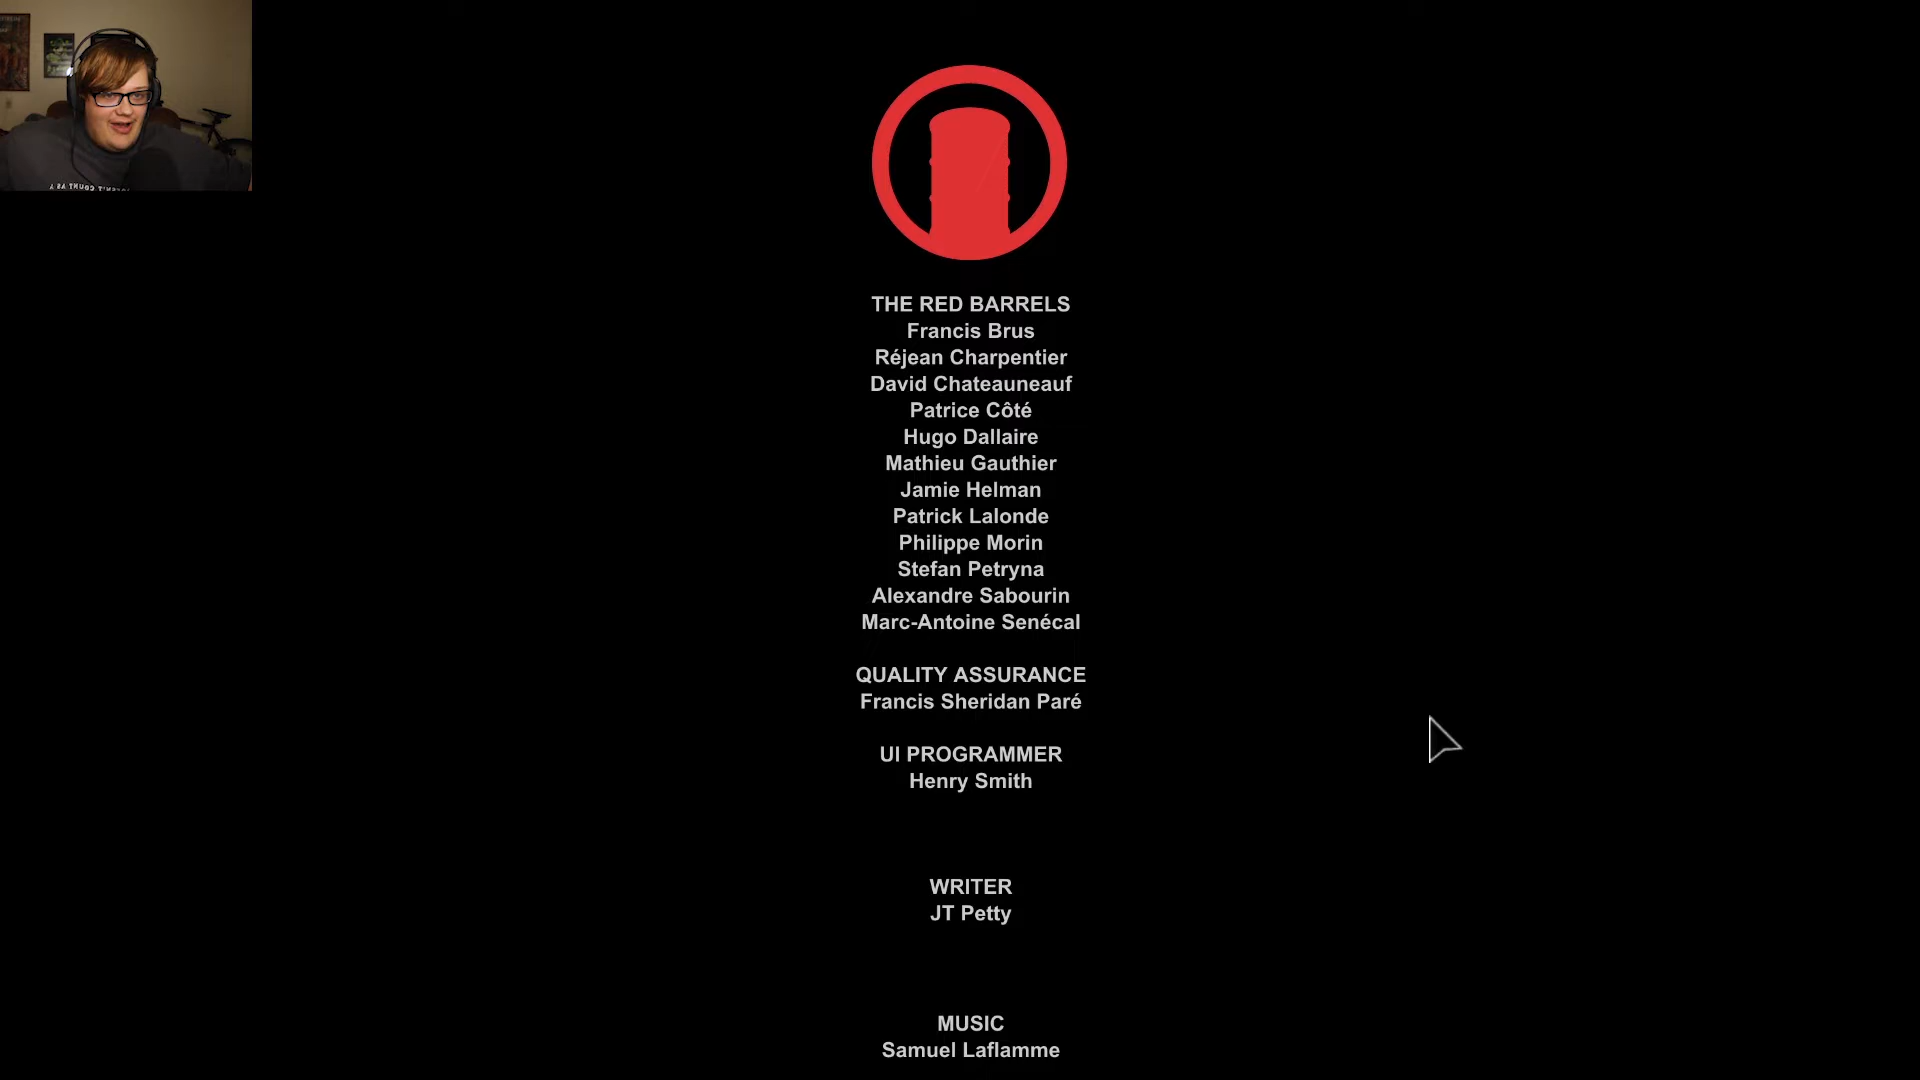 THE RED BARRELS
Francis Brus
Réjean Charpentier
David Chateauneuf
Patrice Côté
Hugo Dallaire
Mathieu Gauthier
Jamie Helman
Patrick Lalonde
Philippe Morin
Stefan Petryna
Alexandre Sabourin
Marc-Antoine Senécal
QUALITY ASSURANCE
Francis Sheridan Paré
UI PROGRAMMER
Henry Smith
WRITER
JT Petty
MUSIC
Samuel Laflamme